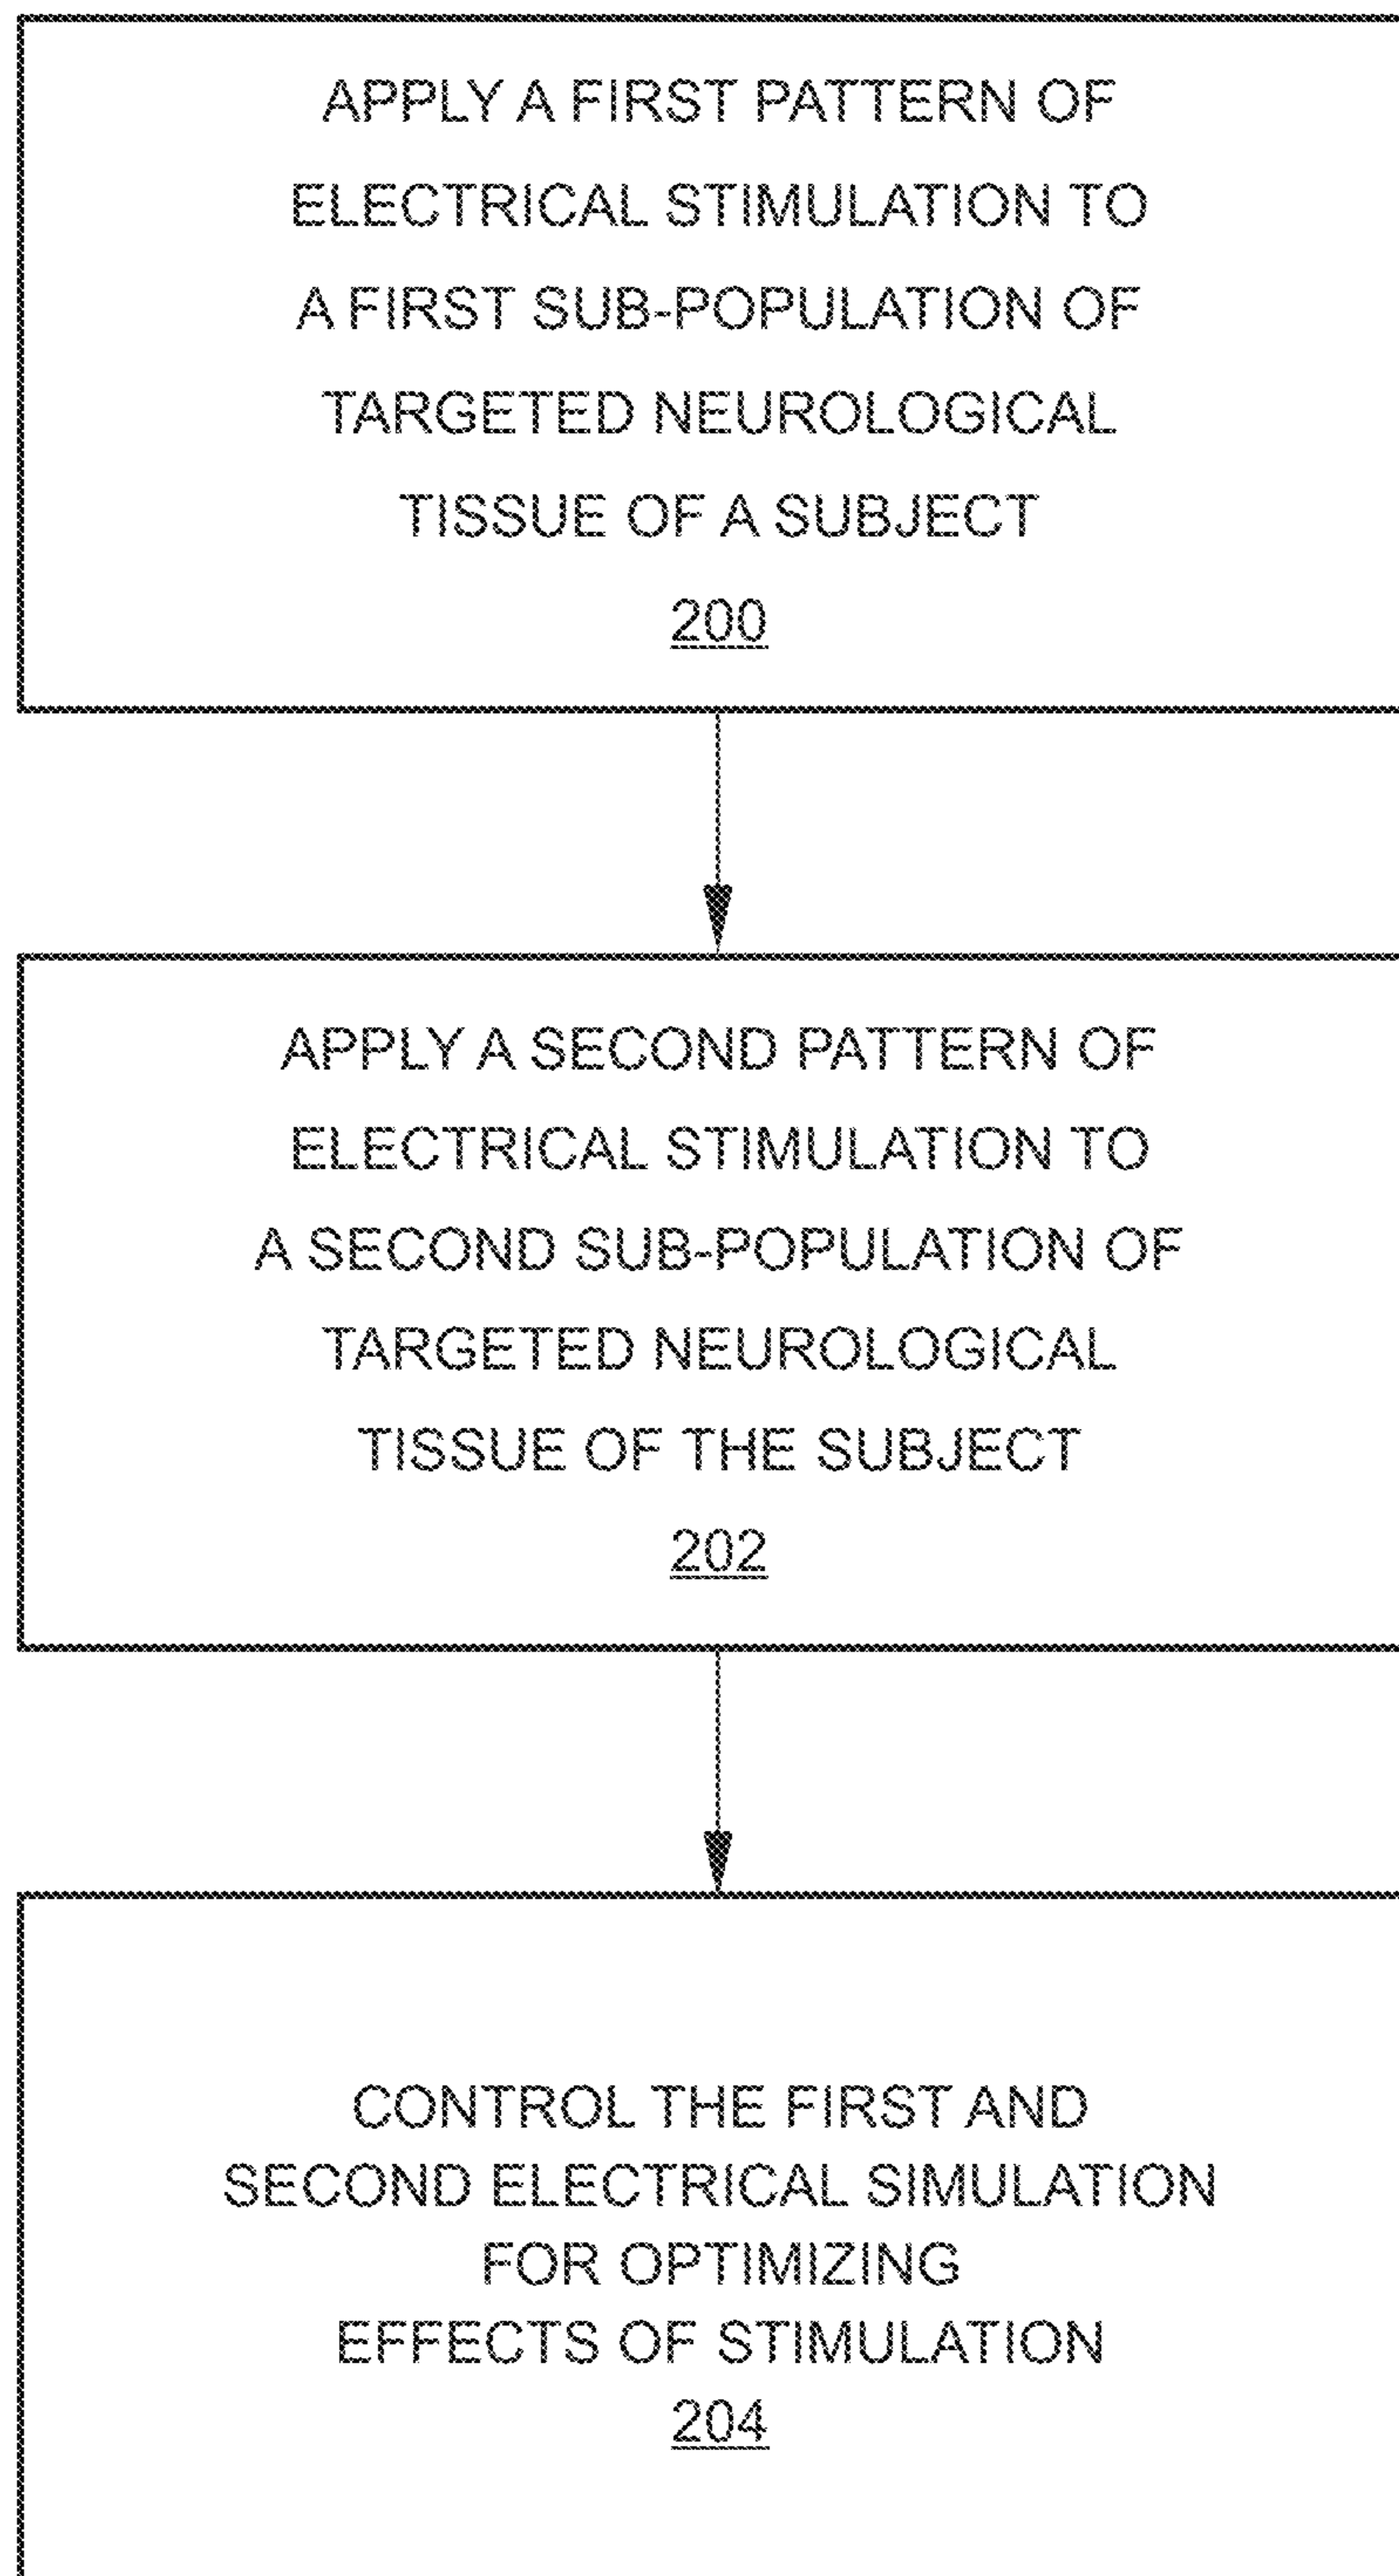 APPLY A FIRST PATTERN OF
ELECTRICAL STIMULATION TO
A FIRST SUB-POPULATION OF
TARGETED NEUROLOGICAL
TISSUE OF A SUBJECT
200
APPLY A SECOND PATTERN OF
ELECTRICAL STIMULATION TO
A SECOND SUB-POPULATION OF
TARGETED NEUROLOGICAL
TISSUE OF THE SUBJECT
202
CONTROL THE FIRST AND
SECOND ELECTRICAL SIMULATION
FOR OPTIMIZING
EFFECTS OF STIMULATION
204